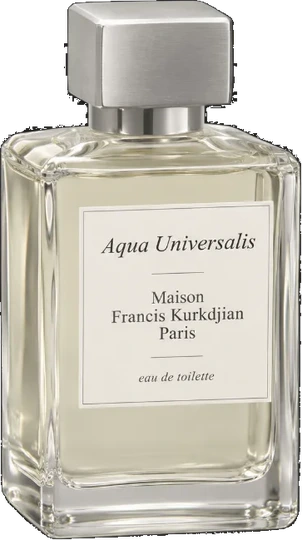 Aqua Universalis
Maison
Francis Kurkdjian
Paris
eau de toilette